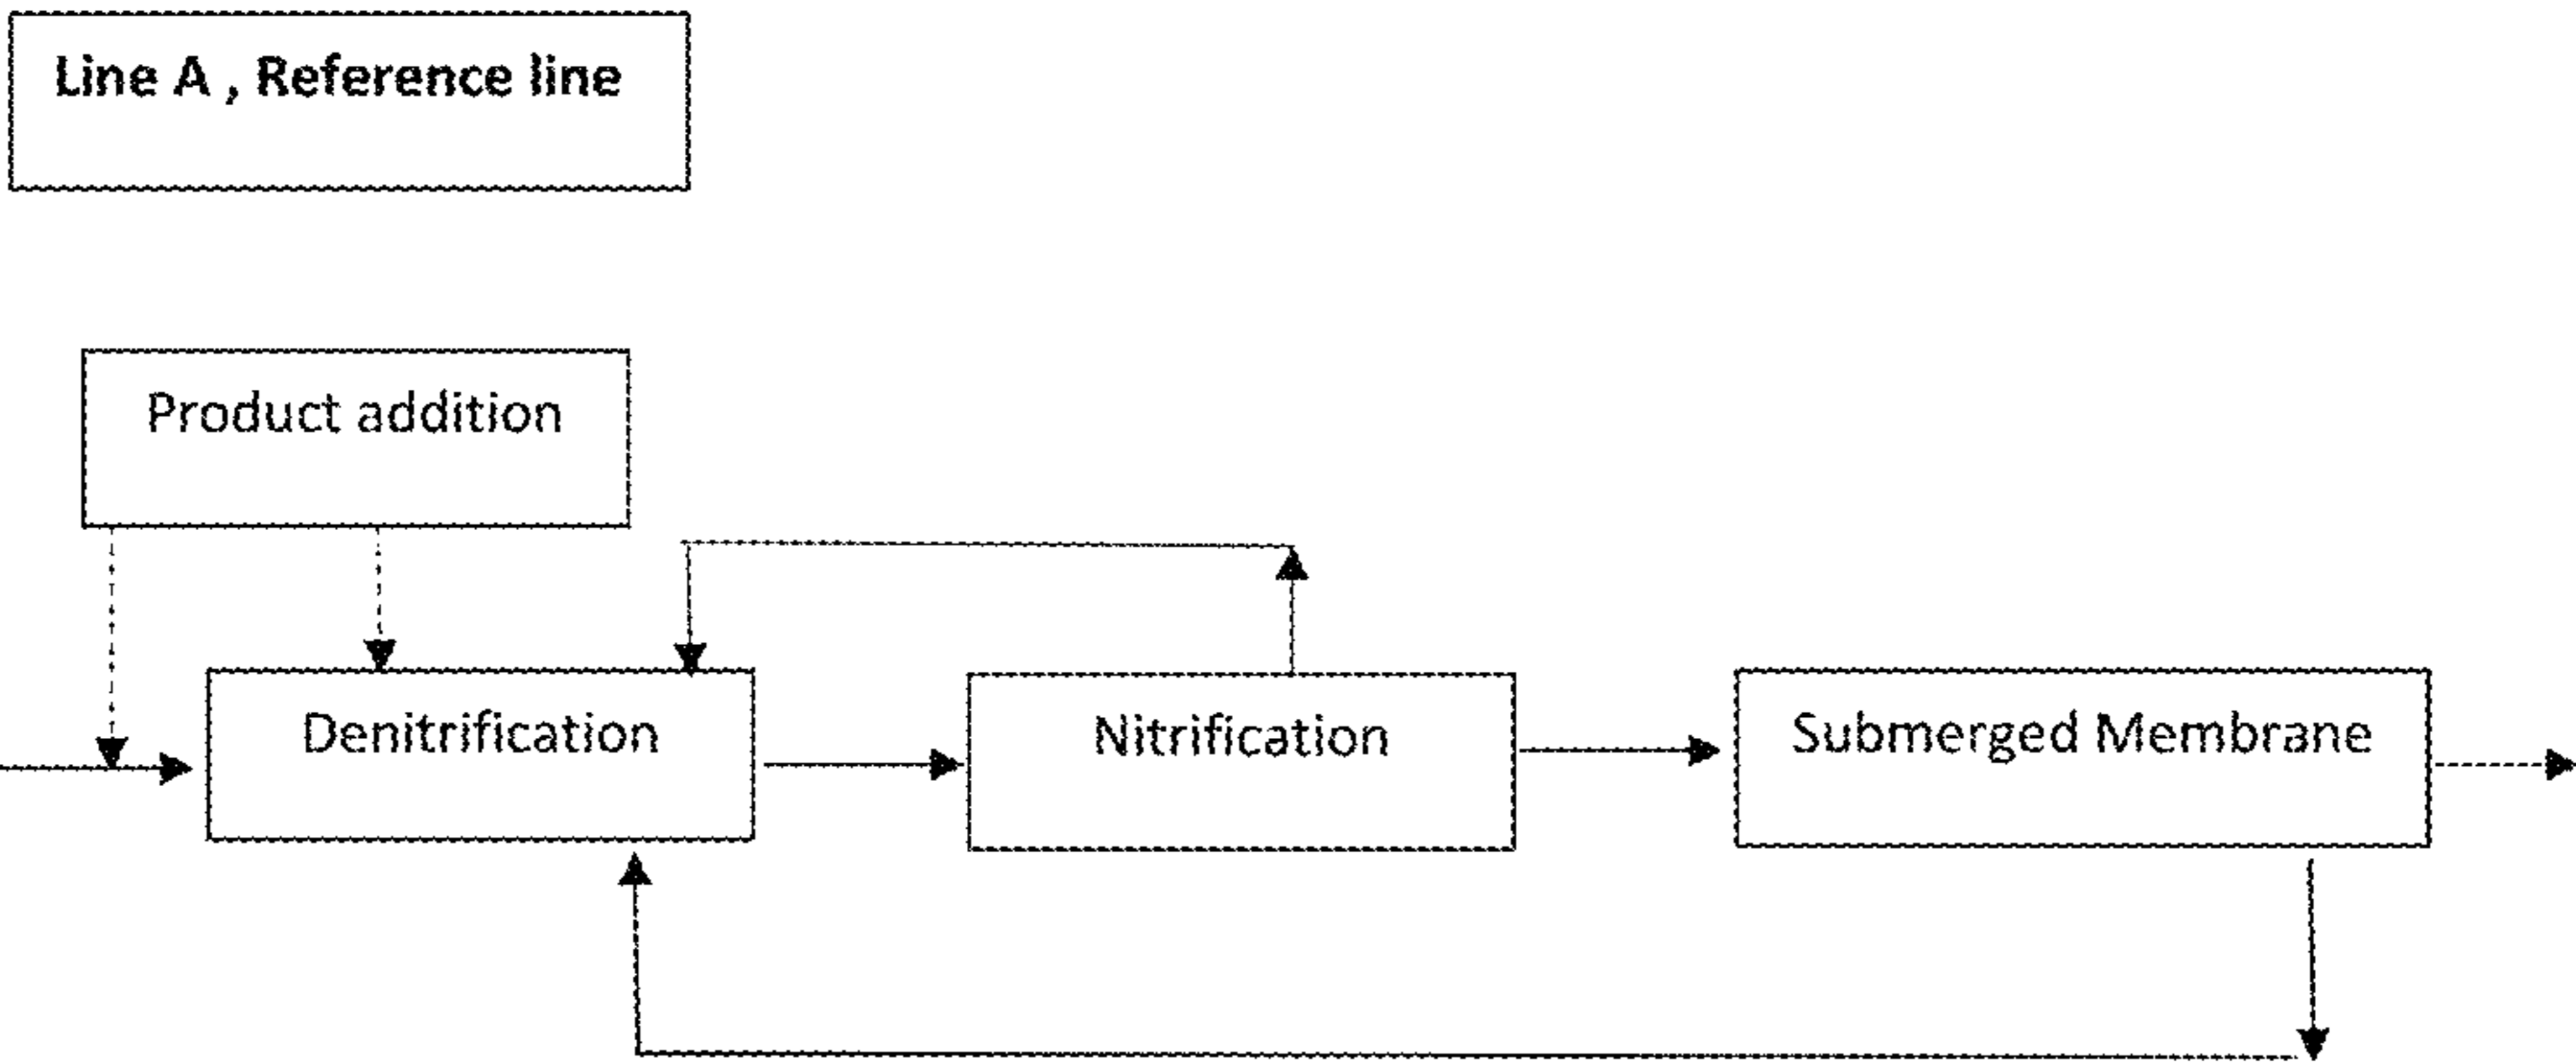 Line A , Reference line
Product addition
Denitrification
Nitrification
Submerged Membrane